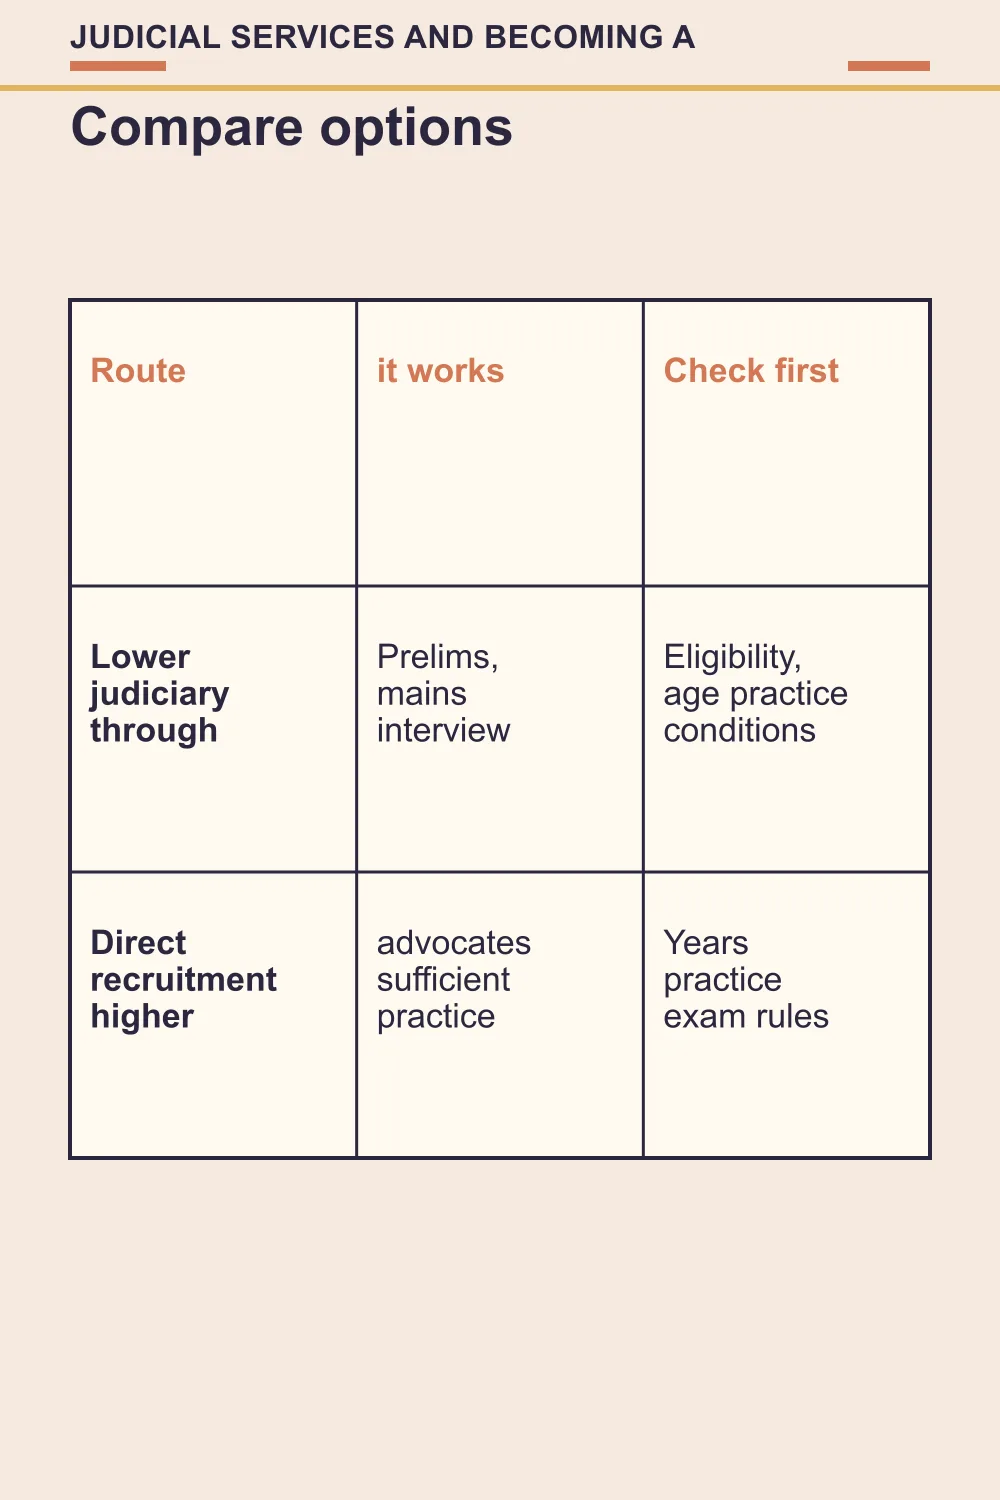 JUDICIAL SERVICES AND BECOMING A
Compare options
Route
it works
Check first
Lower
judiciary
through
Prelims,
mains
interview
Eligibility,
age practice
conditions
Direct
recruitment
higher
advocates
sufficient
practice
Years
practice
exam rules